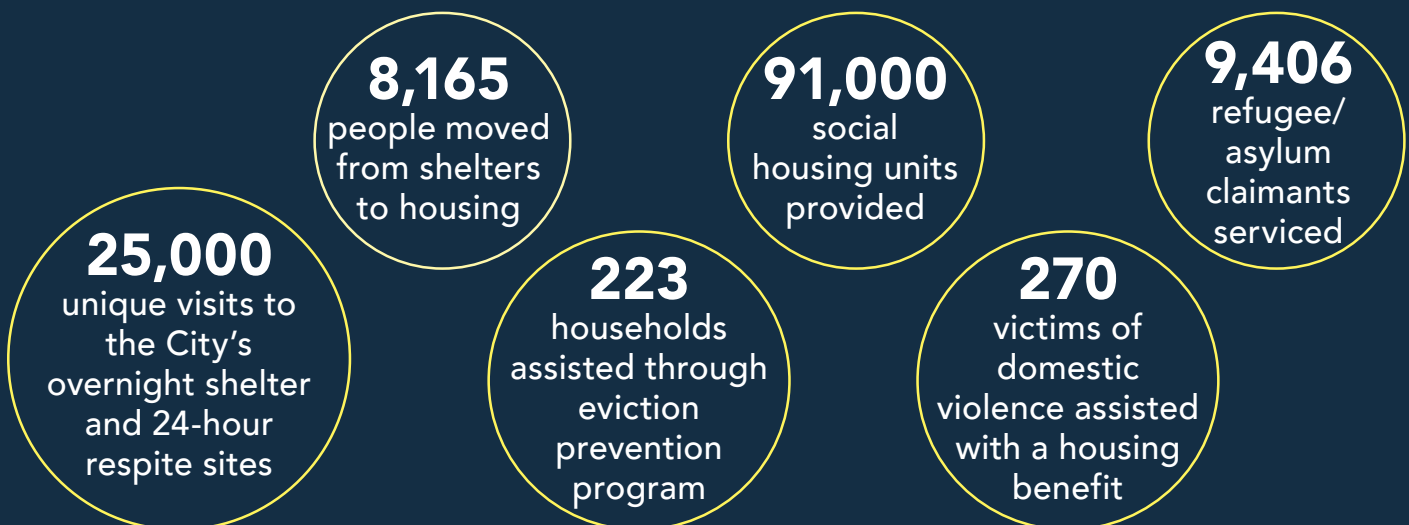 25,000
unique visits to
the City's
overnight shelter
and 24-hour
respite sites
8,165
people moved
from shelters
to housing
223
households
assisted through
eviction
prevention
program
91,000
social
housing units
provided
270
victims of
domestic
violence assisted
with a housing
benefit
9,406
refugee/
asylum
claimants
serviced